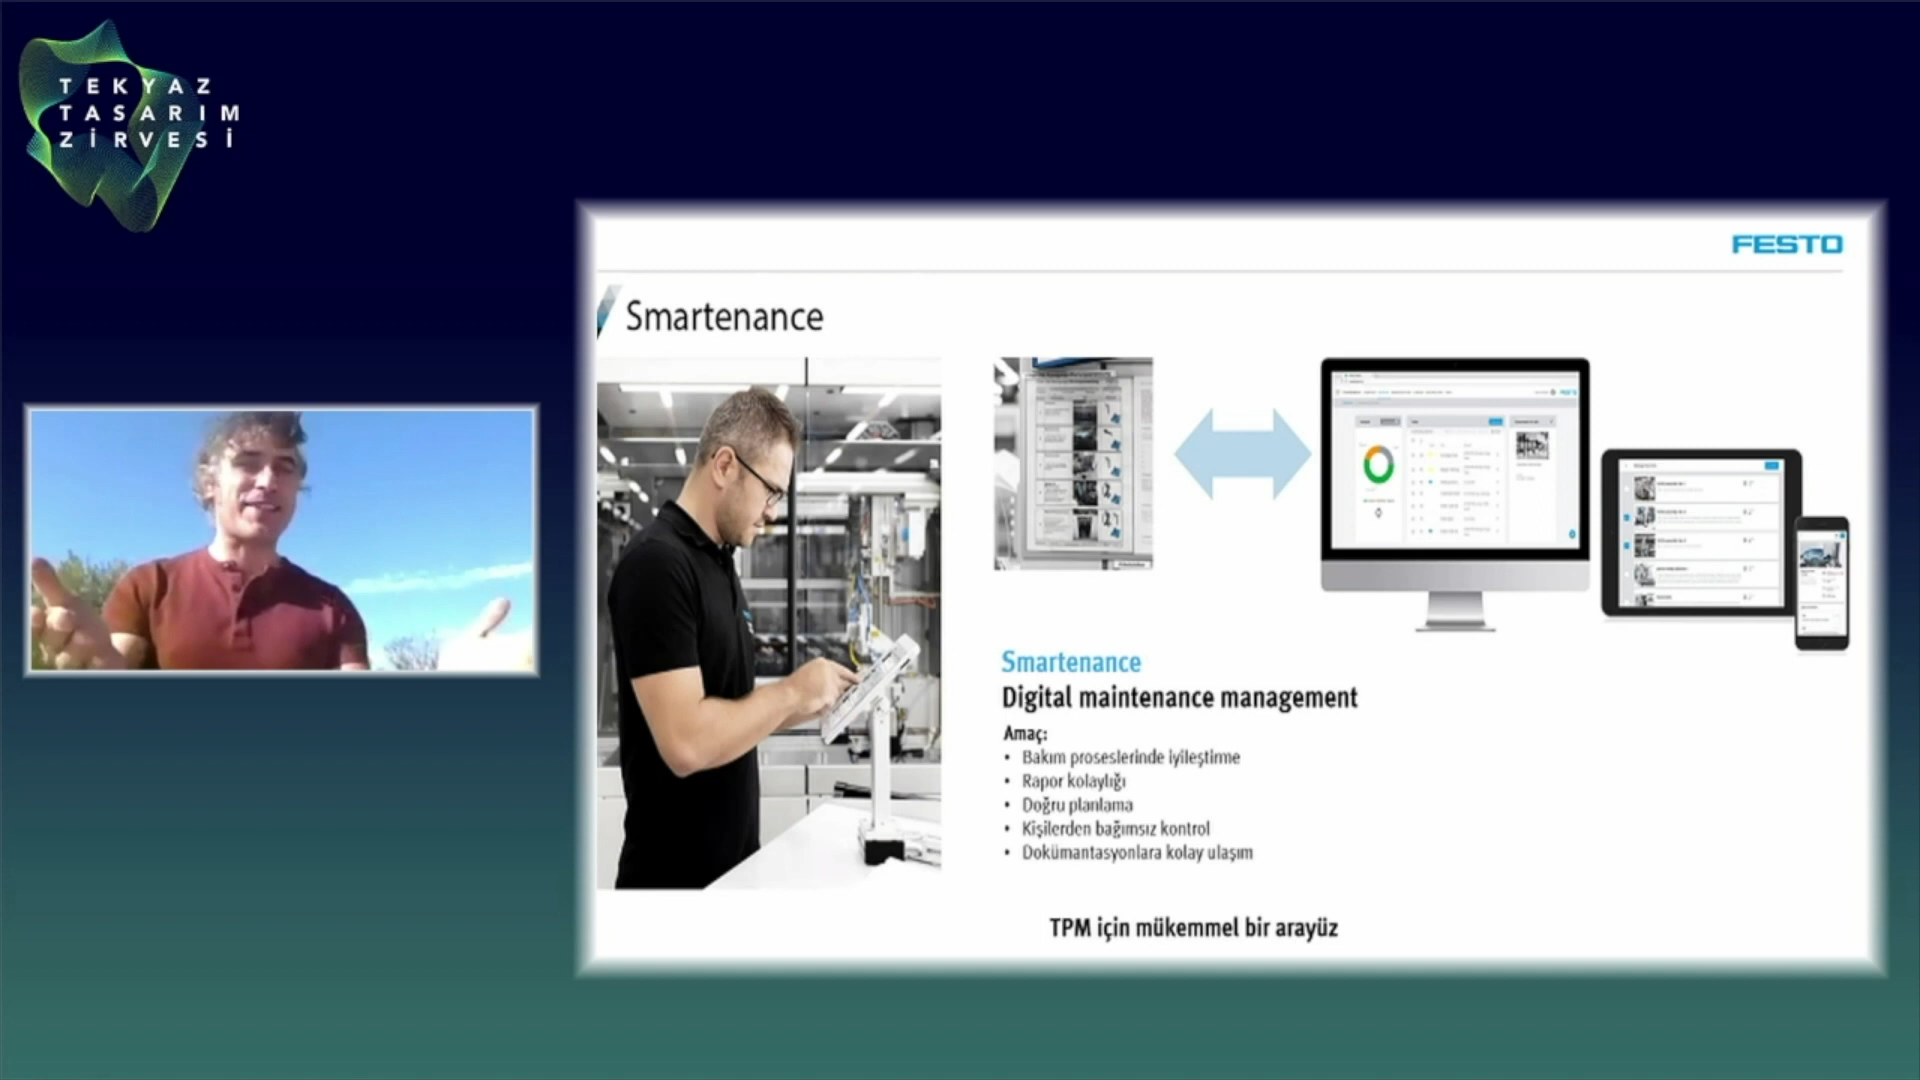 TEKYAZ
TASARIM
ZİRVESİ
FESTO
Smartenance
Smartenance
Digital maintenance management
Amaç:
• Bakım proseslerinde iyileştirme
• Rapor kolaylığı
• Doğru planlama
• Kişilerden bağımsız kontrol
• Dokümantasyonlara kolay ulaşım
TPM için mükemmel bir arayüz